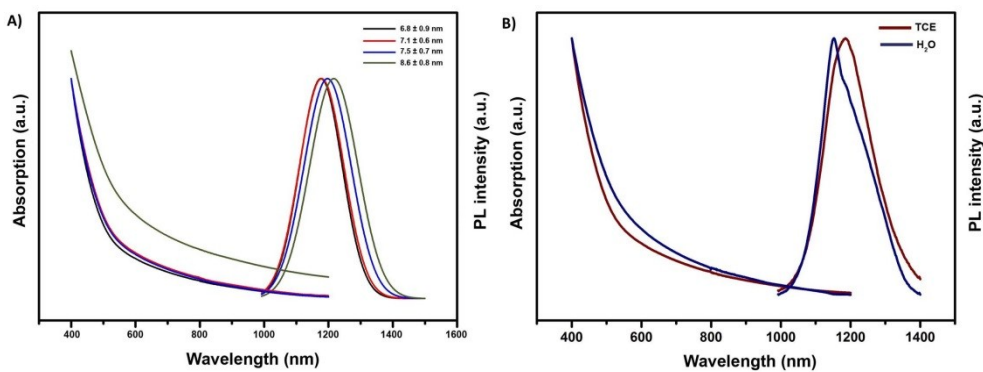 A)
6.8 ± 0.9 nm
7.1 ± 0.6 nm
7.5 ± 0.7 nm
8.6 ± 0.8 nm
Absorption (a.u.)
PL intensity (a.u.)
400 600 800 1000 1200 1400 1600
Wavelength (nm)
B)
TCE
H₂O
Absorption (a.u.)
PL intensity (a.u.)
400 600 800 1000 1200 1400
Wavelength (nm)